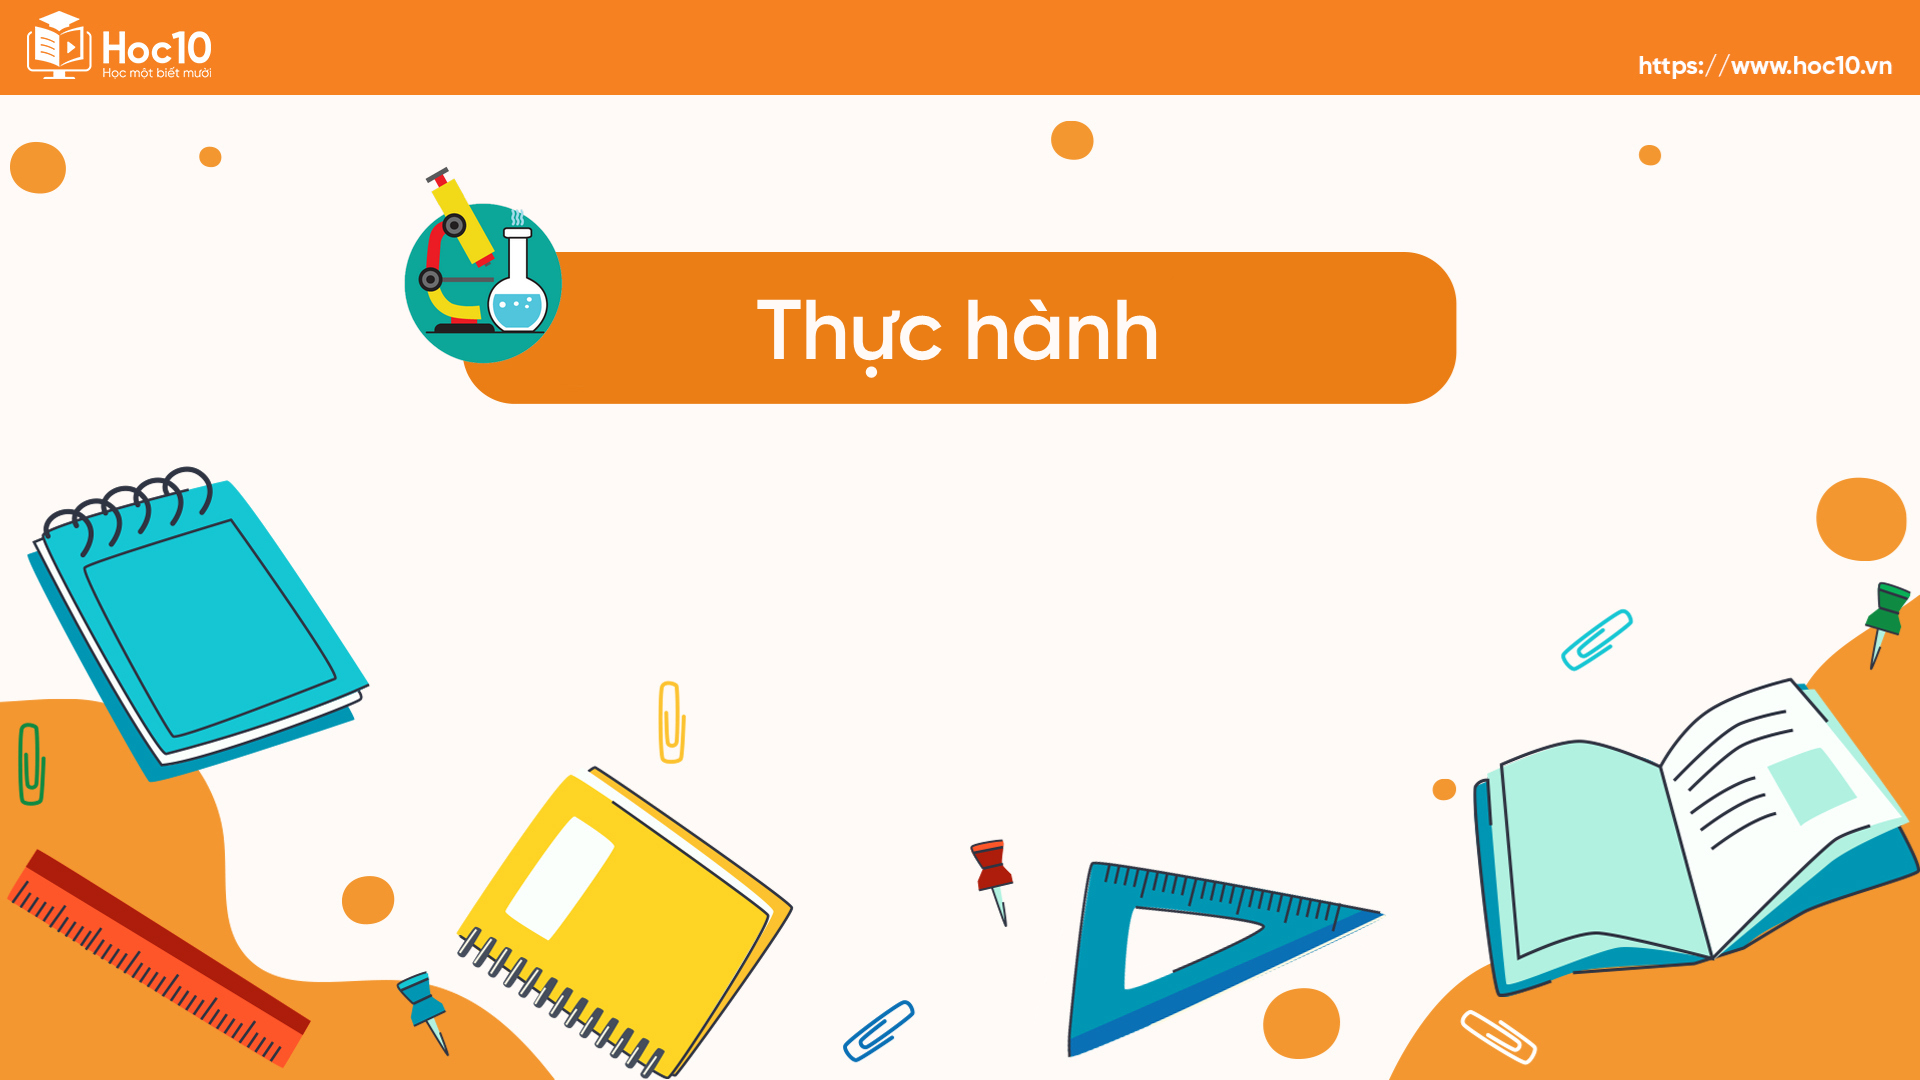 Hoc10
Học một biết mười
https://www.hoc10.vn
Thực hành